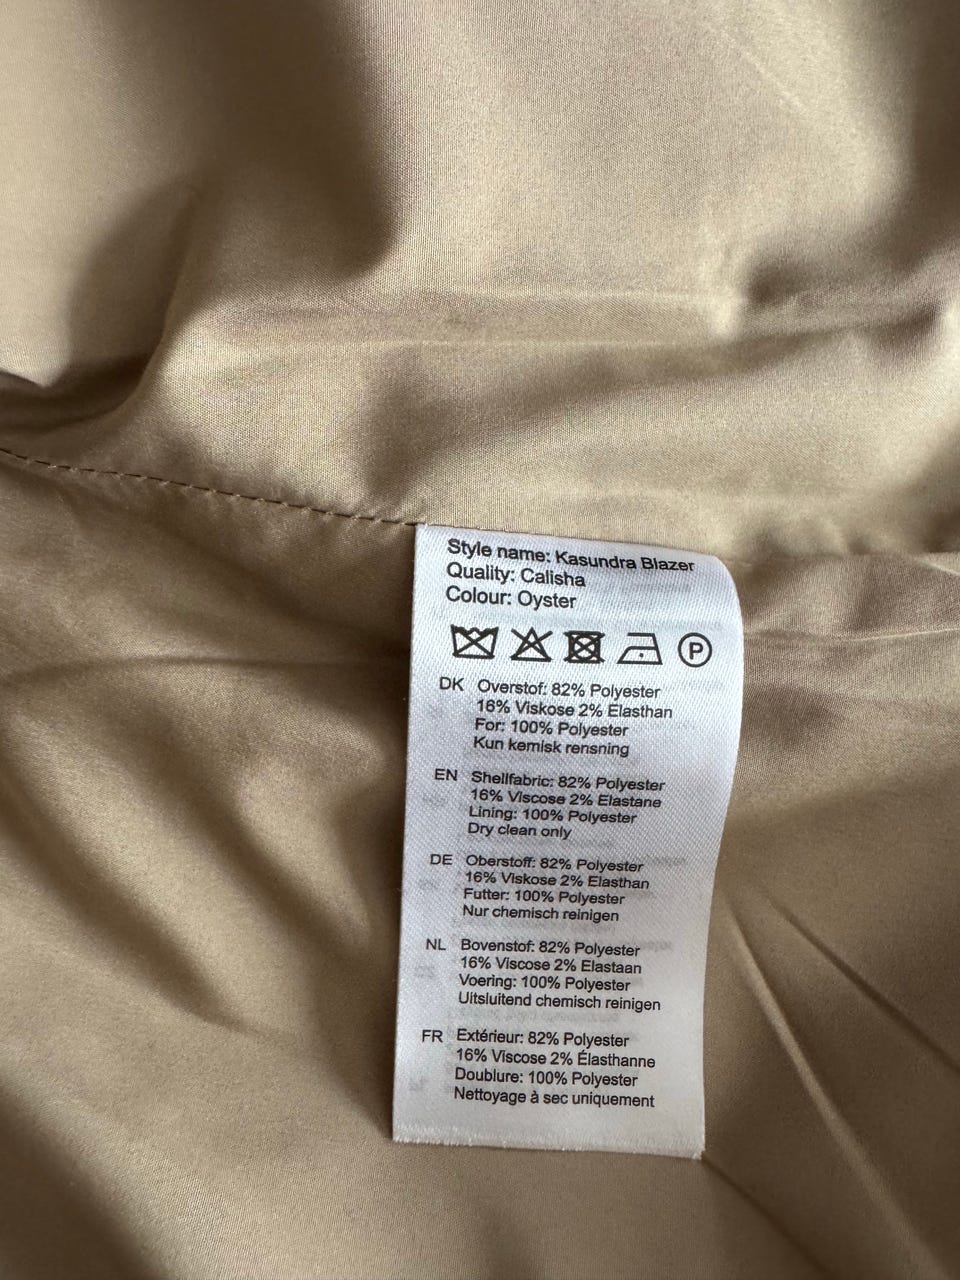 Style name: Kasundra Blazer
Quality: Calisha
Colour: Oyster
P
DK Overstof: 82% Polyester
16% Viskose 2% Elasthan
For: 100% Polyester
Kun kemisk rensning
EN Shellfabric: 82% Polyester
16% Viscose 2% Elastane
Lining: 100% Polyester
Dry clean only
DE Oberstoff: 82% Polyester
16% Viskose 2% Elasthan
Futter: 100% Polyester
Nur chemisch reinigen
NL Bovenstof: 82% Polyester
16% Viscose 2% Elastaan
Voering: 100% Polyester
Uitsluitend chemisch reinigen
FR Extérieur: 82% Polyester
16% Viscose 2% Élasthanne
Doublure: 100% Polyester
Nettoyage à sec uniquement